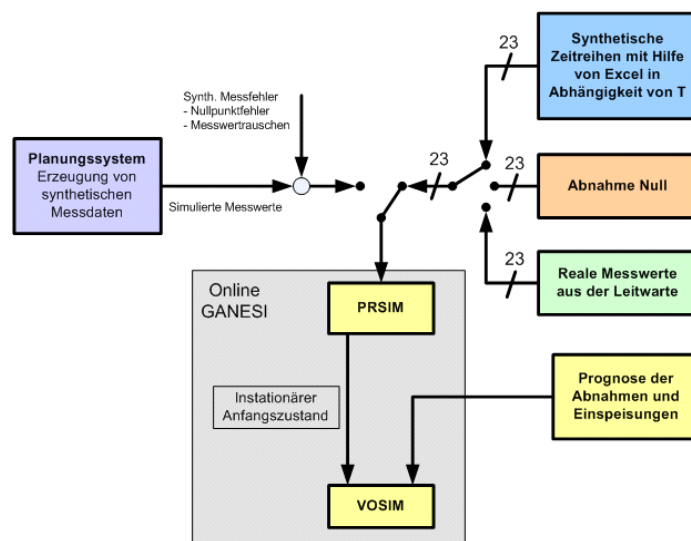 23
Synthetische
Zeitreihen mit Hilfe
von Excel in
Abhängigkeit von T
Synth. Messfehler
- Nullpunktfehler
- Messwertrauschen
Planungssystem
Erzeugung von
synthetischen
Messdaten
Simulierte Messwerte
23
23
Abnahme Null
23
Reale Messwerte
aus der Leitwarte
Online
GANESI
PRSIM
Instationärer
Anfangszustand
Prognose der
Abnahmen und
Einspeisungen
VOSIM